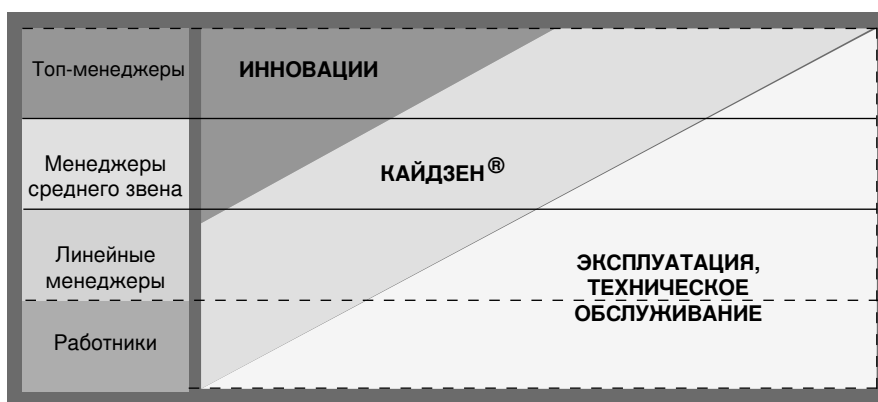 Топ-менеджеры
ИННОВАЦИИ
Менеджеры
среднего звена
КАЙДЗЕН®
Линейные
менеджеры
ЭКСПЛУАТАЦИЯ,
ТЕХНИЧЕСКОЕ
ОБСЛУЖИВАНИЕ
Работники